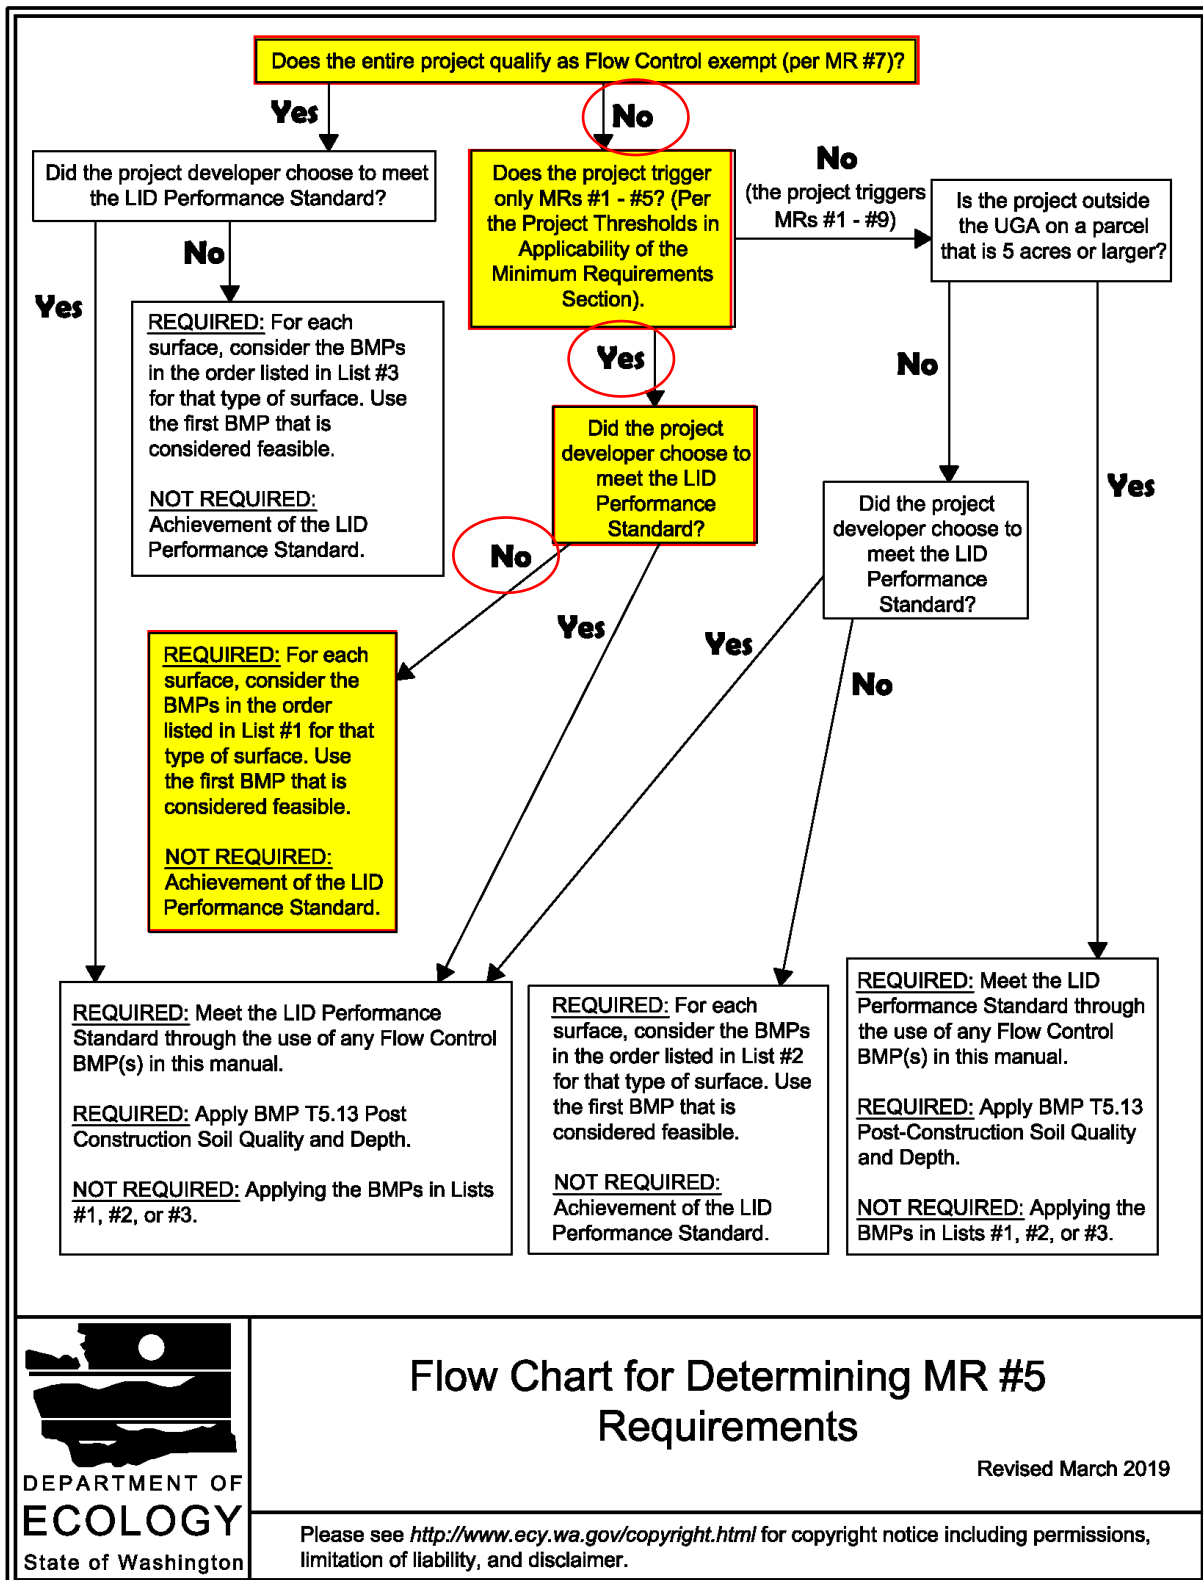 Does the entire project qualify as Flow Control exempt (per MR #7)?
Yes
No
Did the project developer choose to meet
the LID Performance Standard?
Does the project trigger
only MRs #1 - #5? (Per
the Project Thresholds in
Applicability of the
Minimum Requirements
Section).
No
(the project triggers
MRs #1 - #9)
Is the project outside
the UGA on a parcel
that is 5 acres or larger?
No
Yes
REQUIRED: For each
surface, consider the BMPs
in the order listed in List #3
for that type of surface. Use
the first BMP that is
considered feasible.
NOT REQUIRED:
Achievement of the LID
Performance Standard.
Yes
No
Did the project
developer choose to
meet the LID
Performance
Standard?
Yes
Did the project
developer choose to
meet the LID
Performance
Standard?
No
Yes
Yes
No
REQUIRED: For each
surface, consider the
BMPs in the order
listed in List #1 for that
type of surface. Use
the first BMP that is
considered feasible.
NOT REQUIRED:
Achievement of the LID
Performance Standard.
REQUIRED: Meet the LID Performance
Standard through the use of any Flow Control
BMP(s) in this manual.
REQUIRED: Apply BMP T5.13 Post
Construction Soil Quality and Depth.
NOT REQUIRED: Applying the BMPs in Lists
#1, #2, or #3.
REQUIRED: For each
surface, consider the BMPs
in the order listed in List #2
for that type of surface. Use
the first BMP that is
considered feasible.
NOT REQUIRED:
Achievement of the LID
Performance Standard.
REQUIRED: Meet the LID
Performance Standard through
the use of any Flow Control
BMP(s) in this manual.
REQUIRED: Apply BMP T5.13
Post-Construction Soil Quality
and Depth.
NOT REQUIRED: Applying the
BMPs in Lists #1, #2, or #3.
DEPARTMENT OF
ECOLOGY
State of Washington
Flow Chart for Determining MR #5
Requirements
Revised March 2019
Please see http://www.ecy.wa.gov/copyright.html for copyright notice including permissions,
limitation of liability, and disclaimer.